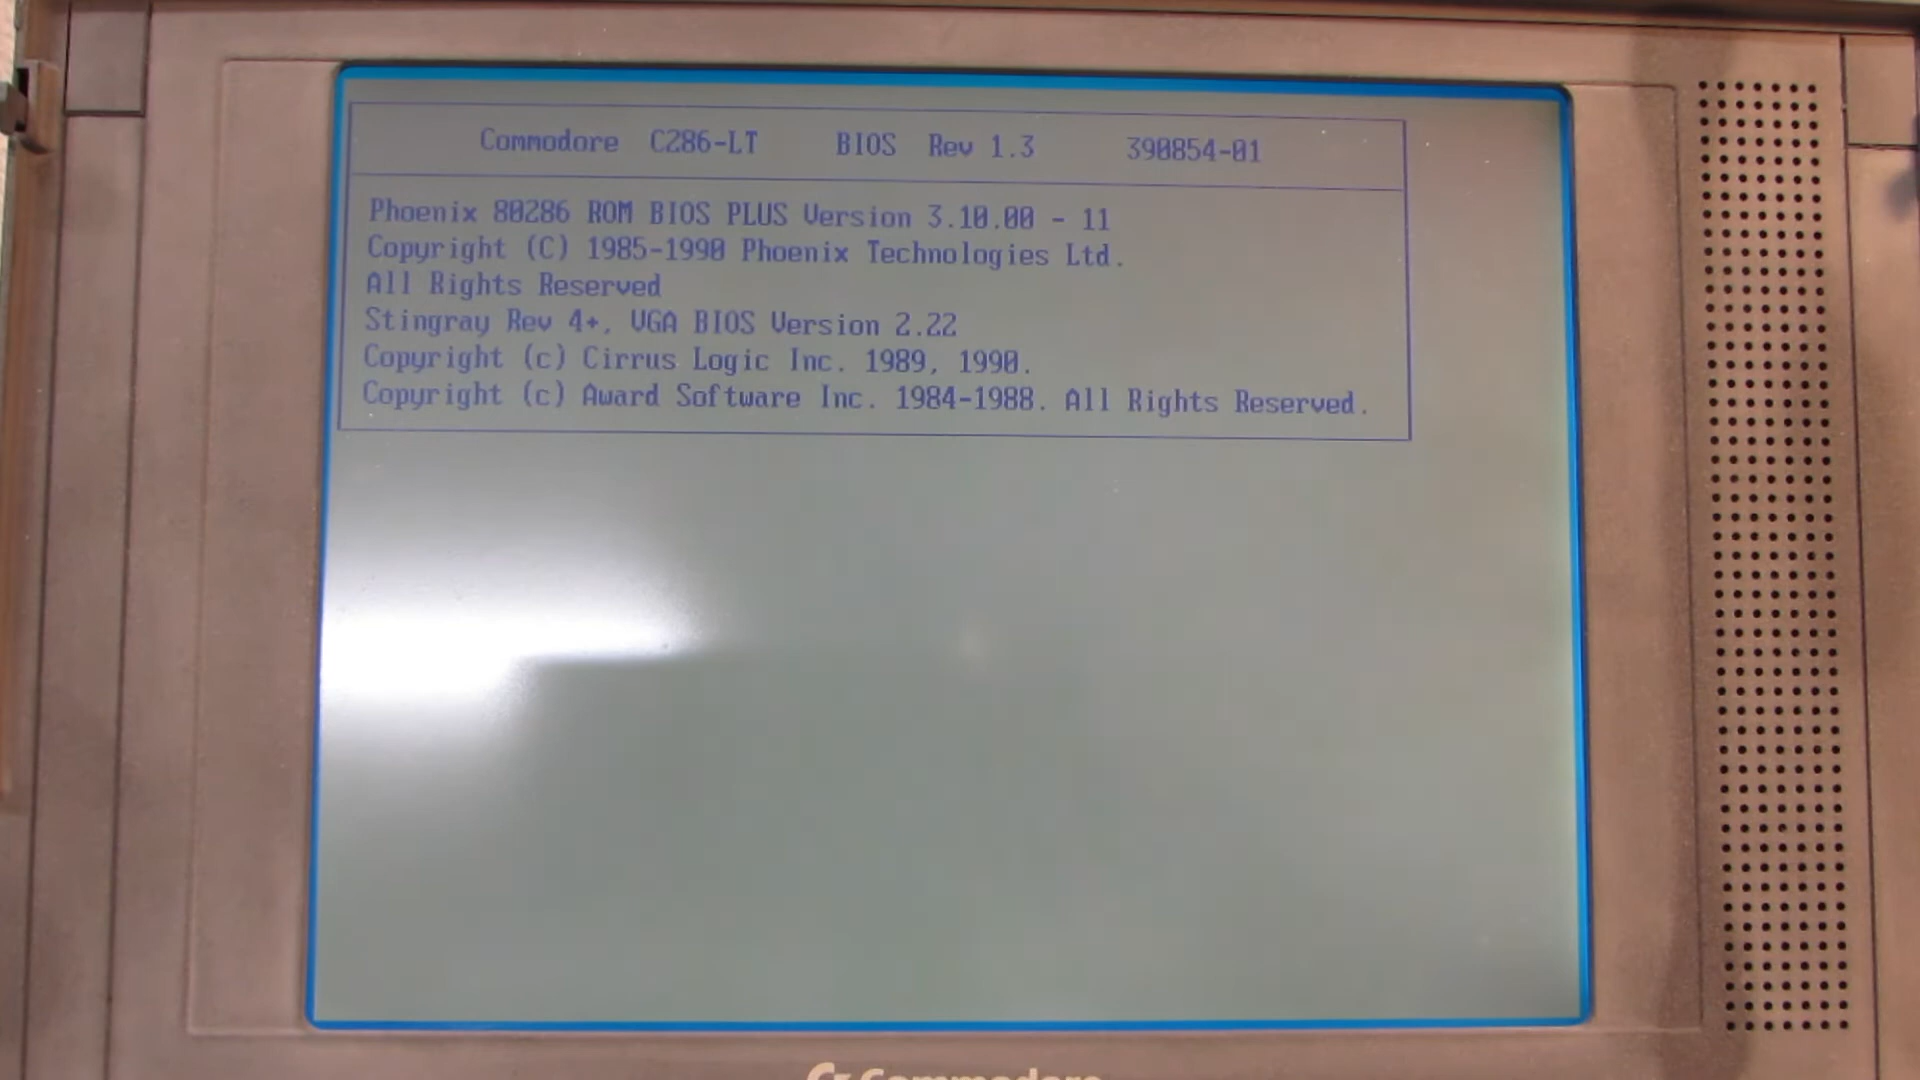 Commodore C286-LT BIOS Rev 1.3 390854-01
Phoenix 80286 ROM BIOS PLUS Version 3.10.00 - 11
Copyright (C) 1985-1990 Phoenix Technologies Ltd.
All Rights Reserved
Stingray Rev 4+, VGA BIOS Version 2.22
Copyright (c) Cirrus Logic Inc. 1989, 1990.
Copyright (c) Award Software Inc. 1984-1988. All Rights Reserved.
Commodore